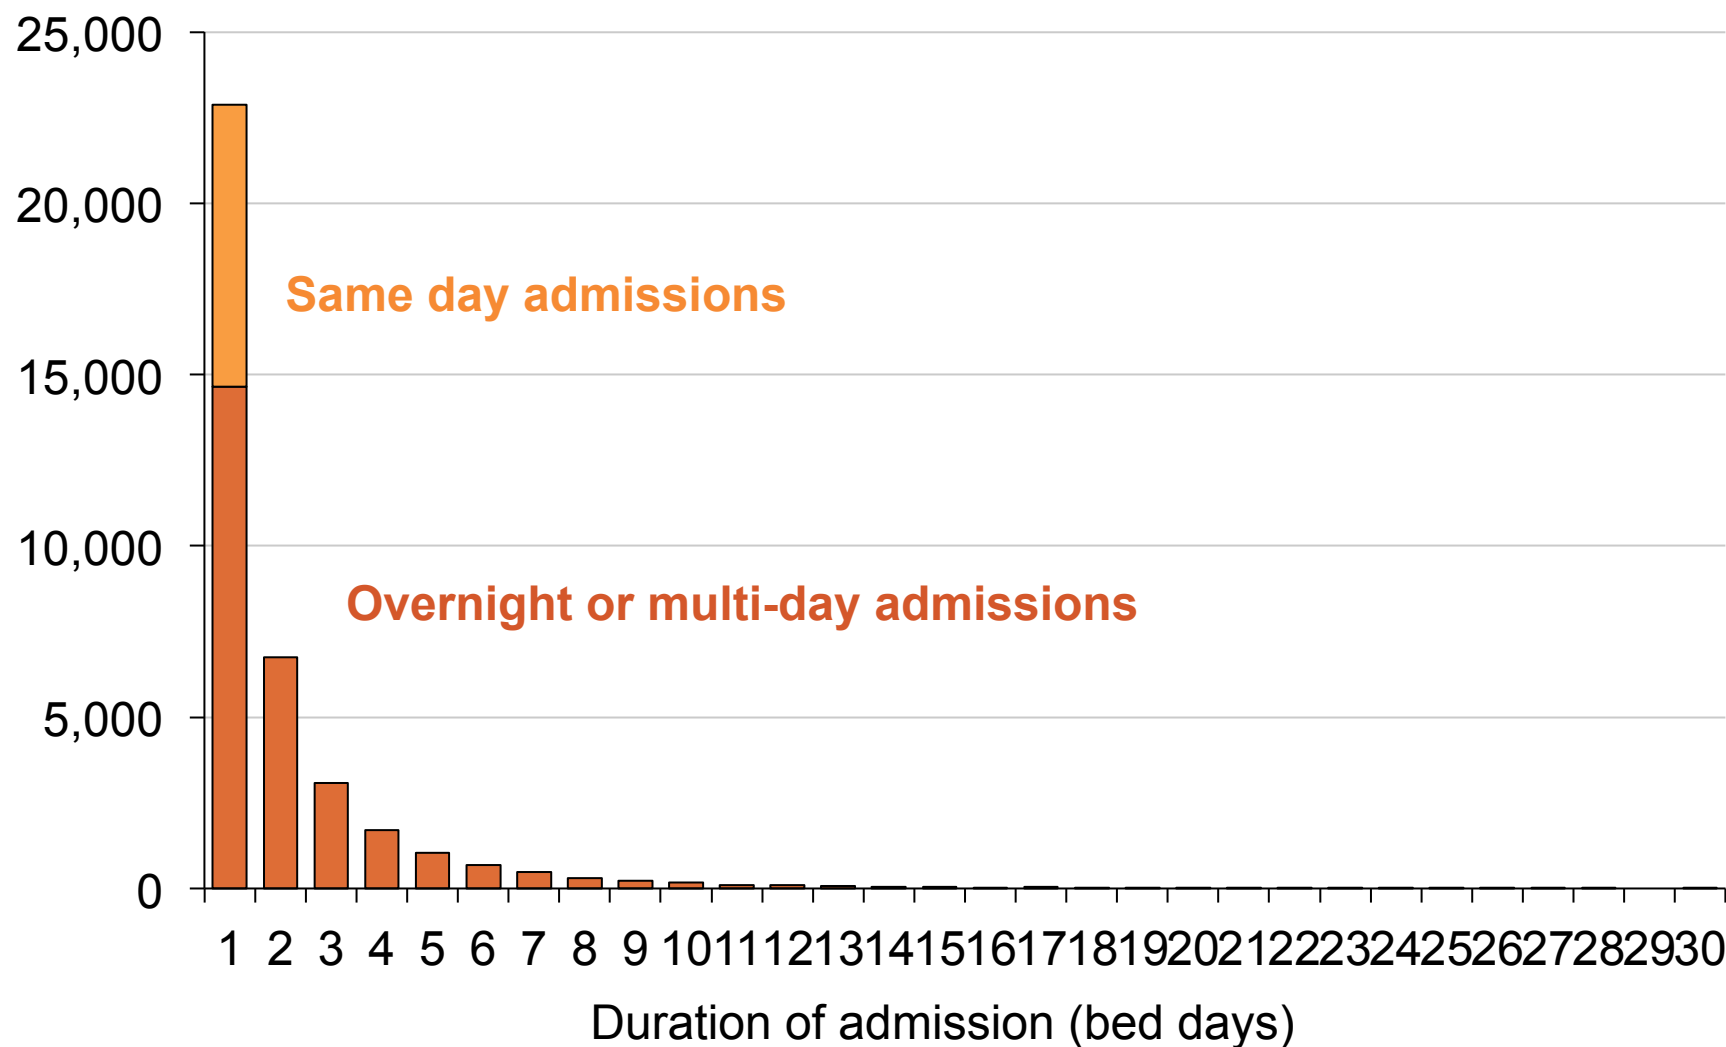 25,000
20,000
15,000
10,000
5,000
0
Same day admissions
Overnight or multi-day admissions
1 2 3 4 5 6 7 8 9 10 11 12 13 14 15 16 17 18 19 20 21 22 23 24 25 26 27 28 29 30
Duration of admission (bed days)